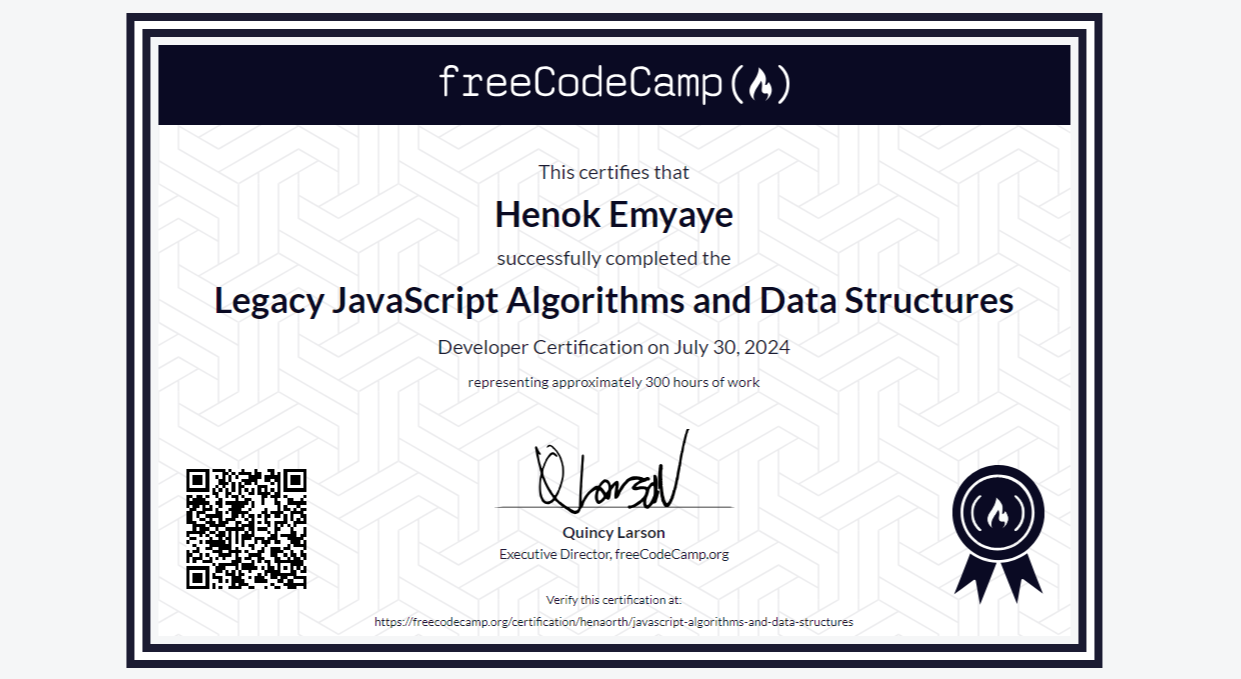 freeCodeCamp
This certifies that
Henok Emyaye
successfully completed the
Legacy JavaScript Algorithms and Data Structures
Developer Certification on July 30, 2024
representing approximately 300 hours of work
QLarson
Quincy Larson
Executive Director, freeCodeCamp.org
Verify this certification at:
https://freecodecamp.org/certification/henaorth/javascript-algorithms-and-data-structures